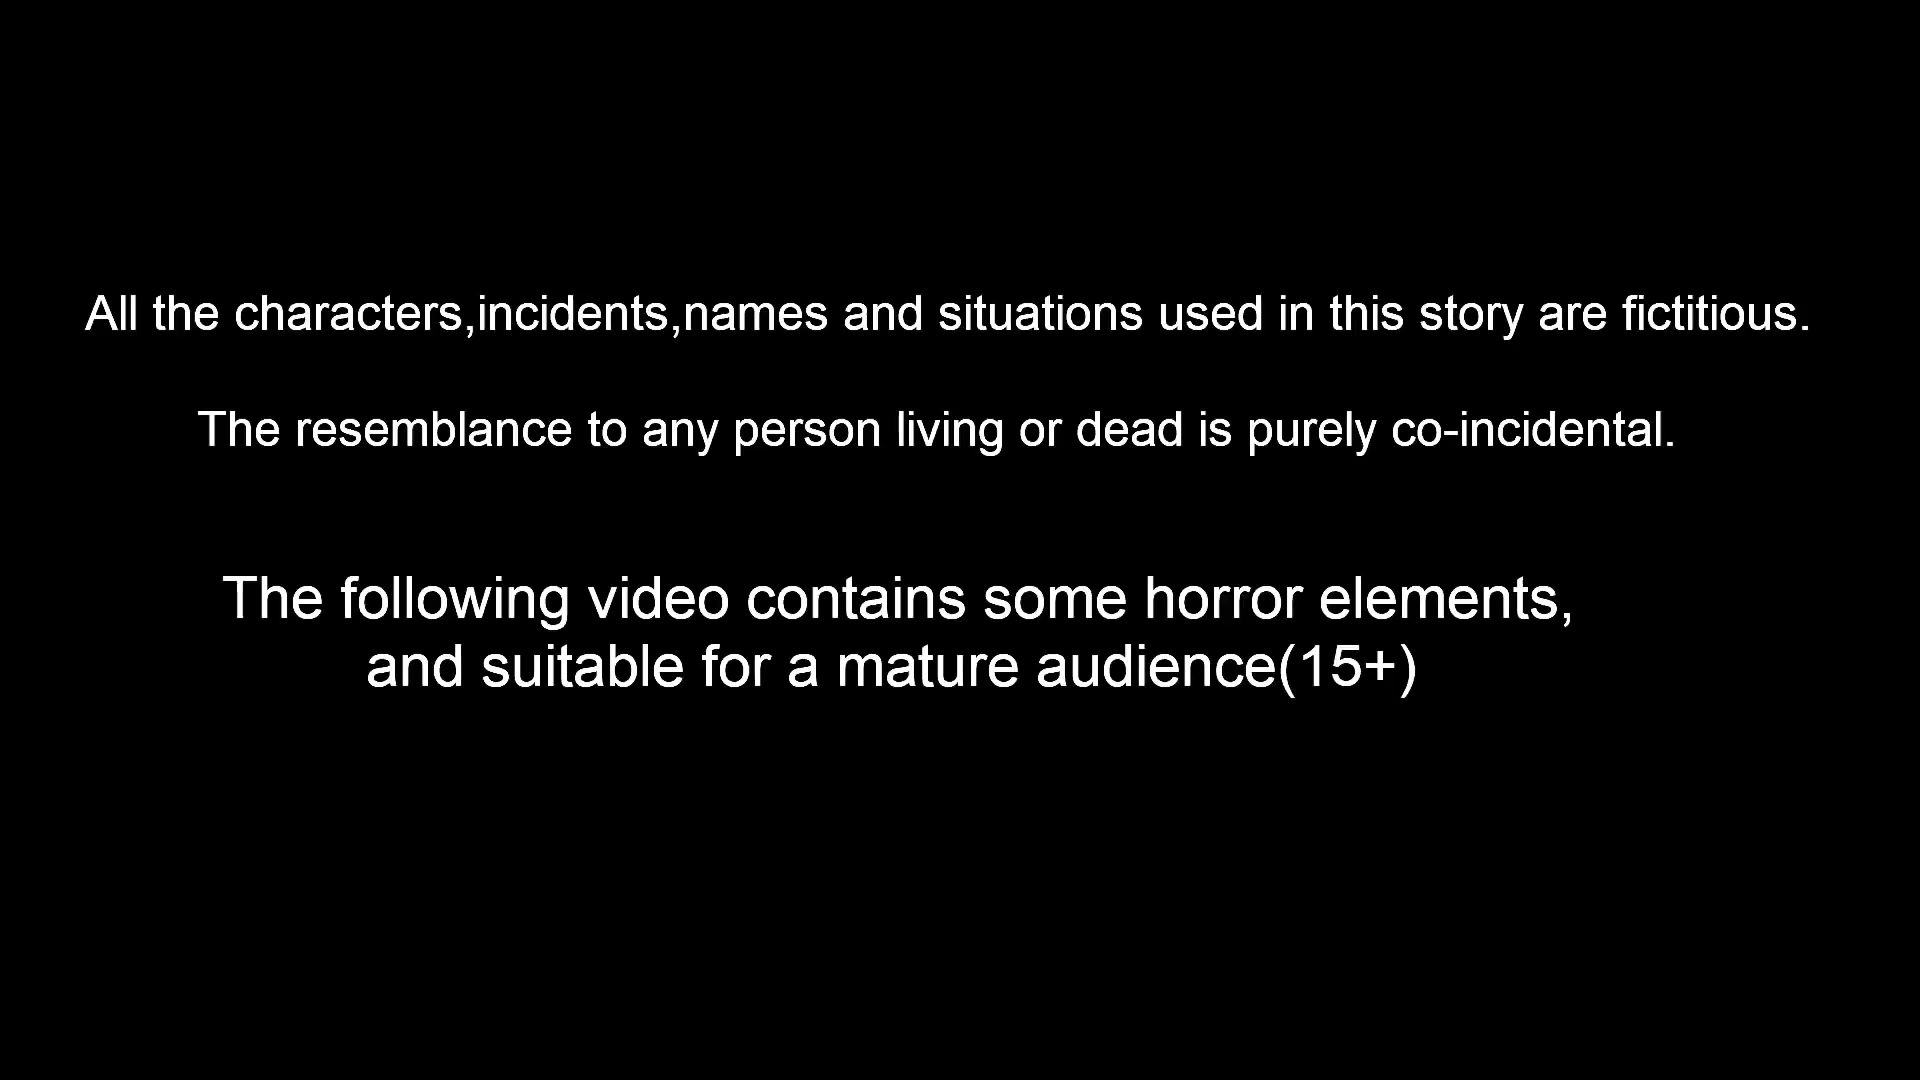 All the characters,incidents,names and situations used in this story are fictitious.
The resemblance to any person living or dead is purely co-incidental.
The following video contains some horror elements,
and suitable for a mature audience(15+)